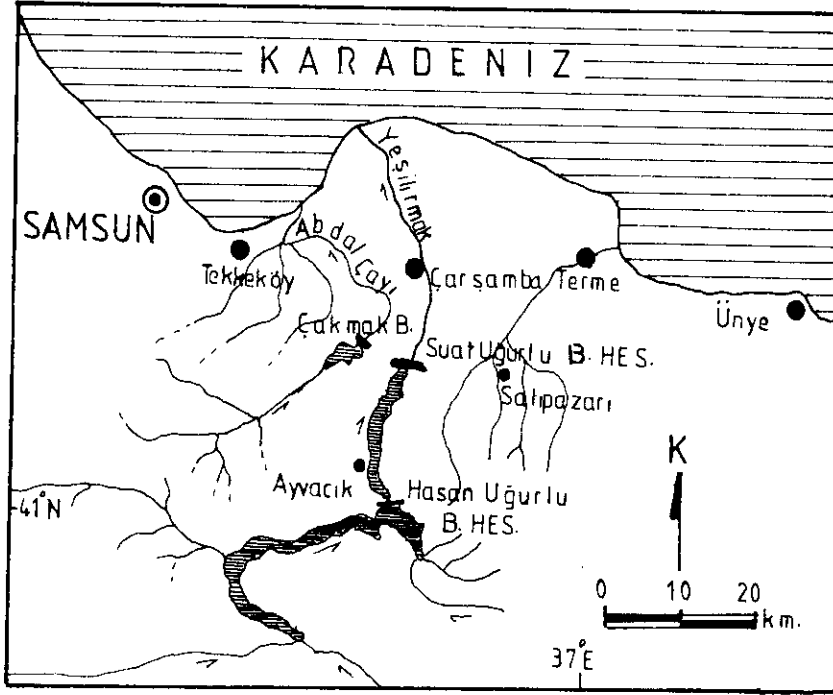 KARADENIZ
Yeşilırmak
SAMSUN
Abdal Çayı
Tekkeköy
Çarşamba
Terme
Ünye
Çakmak B.
Suat Uğurlu B. HES.
Salıpazarı
Ayvacık
Hasan Uğurlu
B. HES.
K
41°N
0 10 20
km.
37°E